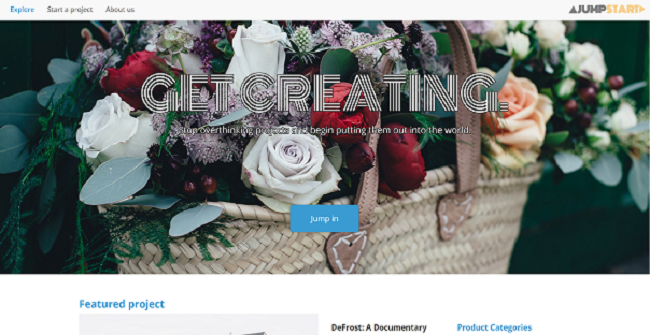 Explore Start a project About us AJUMPSTART
GET CREATING.
Stop overthinking projects and begin putting them out into the world.
Jump in
Featured project
DeFrost: A Documentary Product Categories